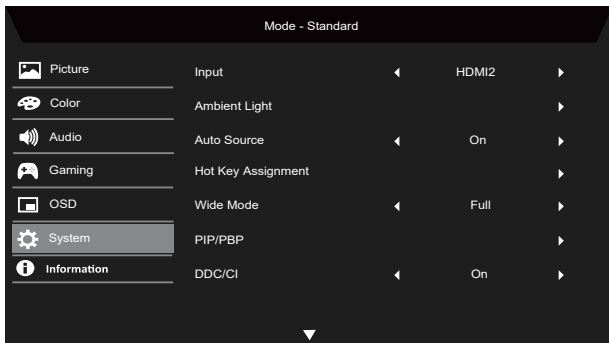 Mode - Standard
Picture
Color
Audio
Gaming
OSD
System
Information
Input HDMI2
Ambient Light
Auto Source On
Hot Key Assignment
Wide Mode Full
PIP/PBP
DDC/CI On